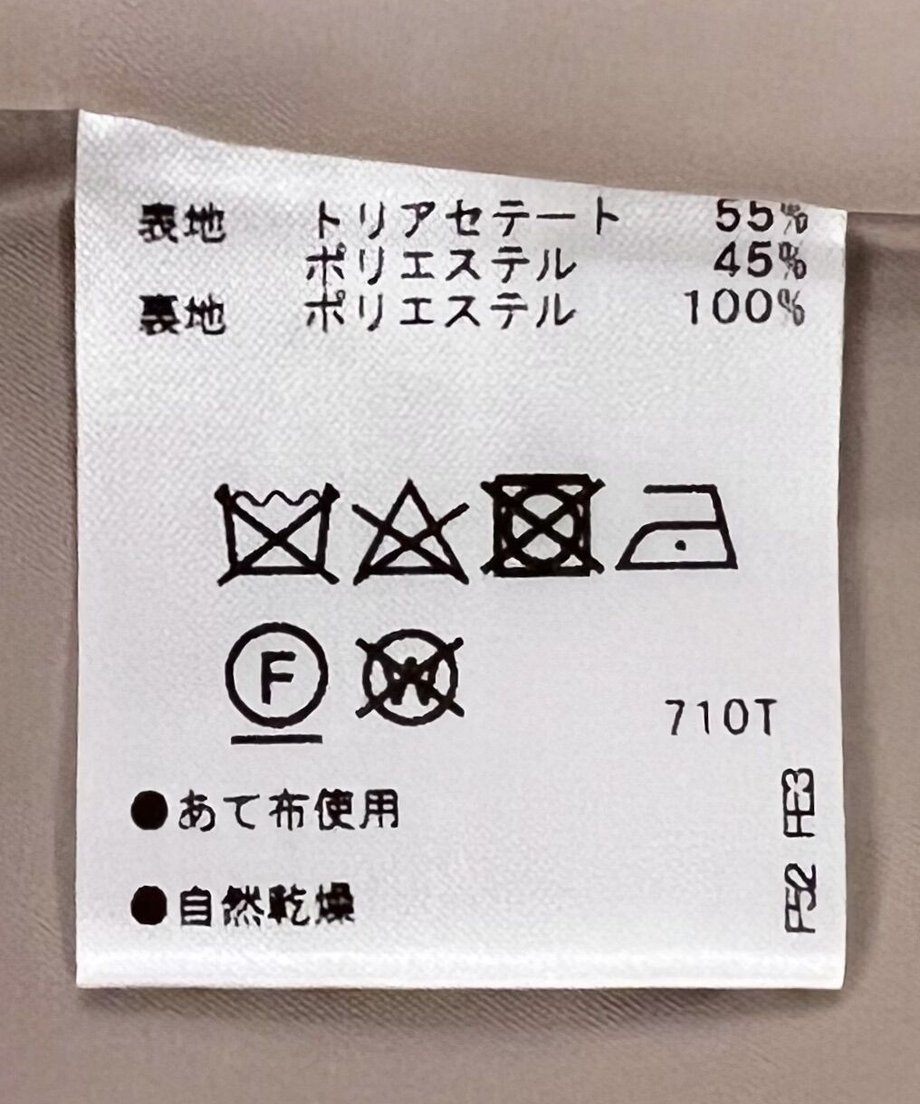 表地 トリアセテート 55%
ポリエステル 45%
裏地 ポリエステル 100%
F
W
710T
●あて布使用
●自然乾燥